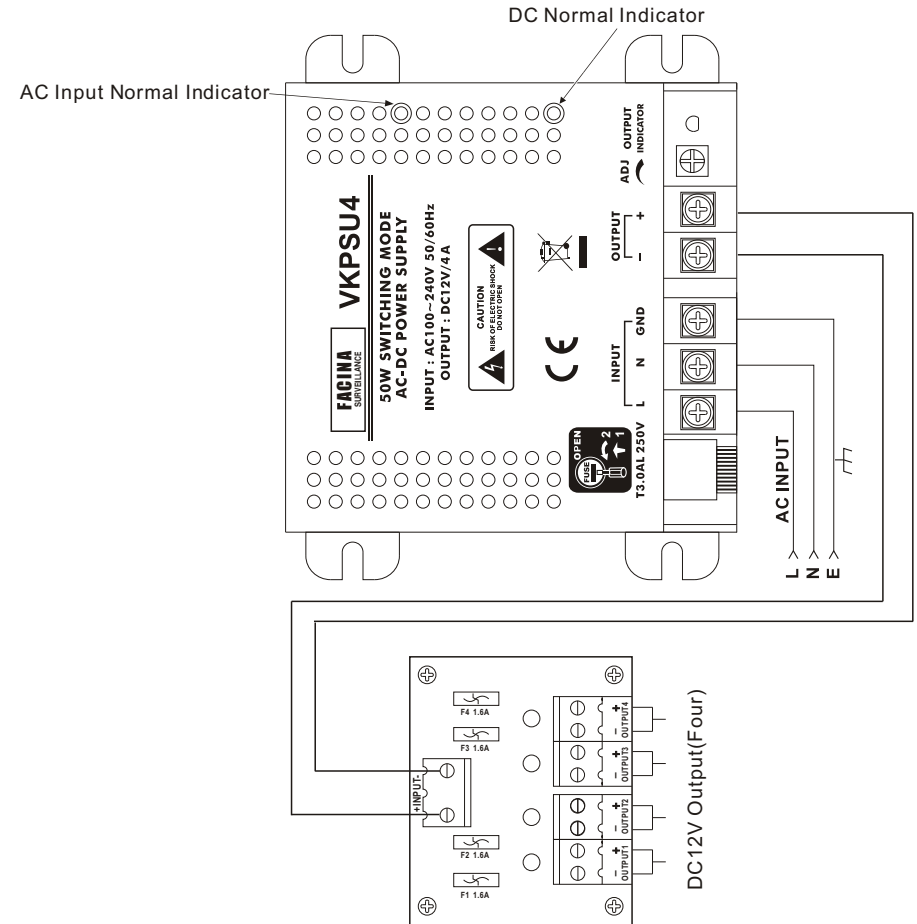 DC Normal Indicator
AC Input Normal Indicator
ADJ OUTPUT
INDICATOR
OUTPUT
+
–
INPUT
GND
N
L
FACINA
SURVEILLANCE
VKPSU4
50W SWITCHING MODE
AC-DC POWER SUPPLY
INPUT : AC100~240V 50/60Hz
OUTPUT : DC12V/4A
CAUTION
RISK OF ELECTRIC SHOCK
DO NOT OPEN
CE
OPEN
FUSE
2
1
T3.0AL 250V
AC INPUT
L
N
E
F4 1.6A
F3 1.6A
+INPUT-
F2 1.6A
F1 1.6A
+
–
OUTPUT4
+
–
OUTPUT3
+
–
OUTPUT2
+
–
OUTPUT1
DC12V Output(Four)